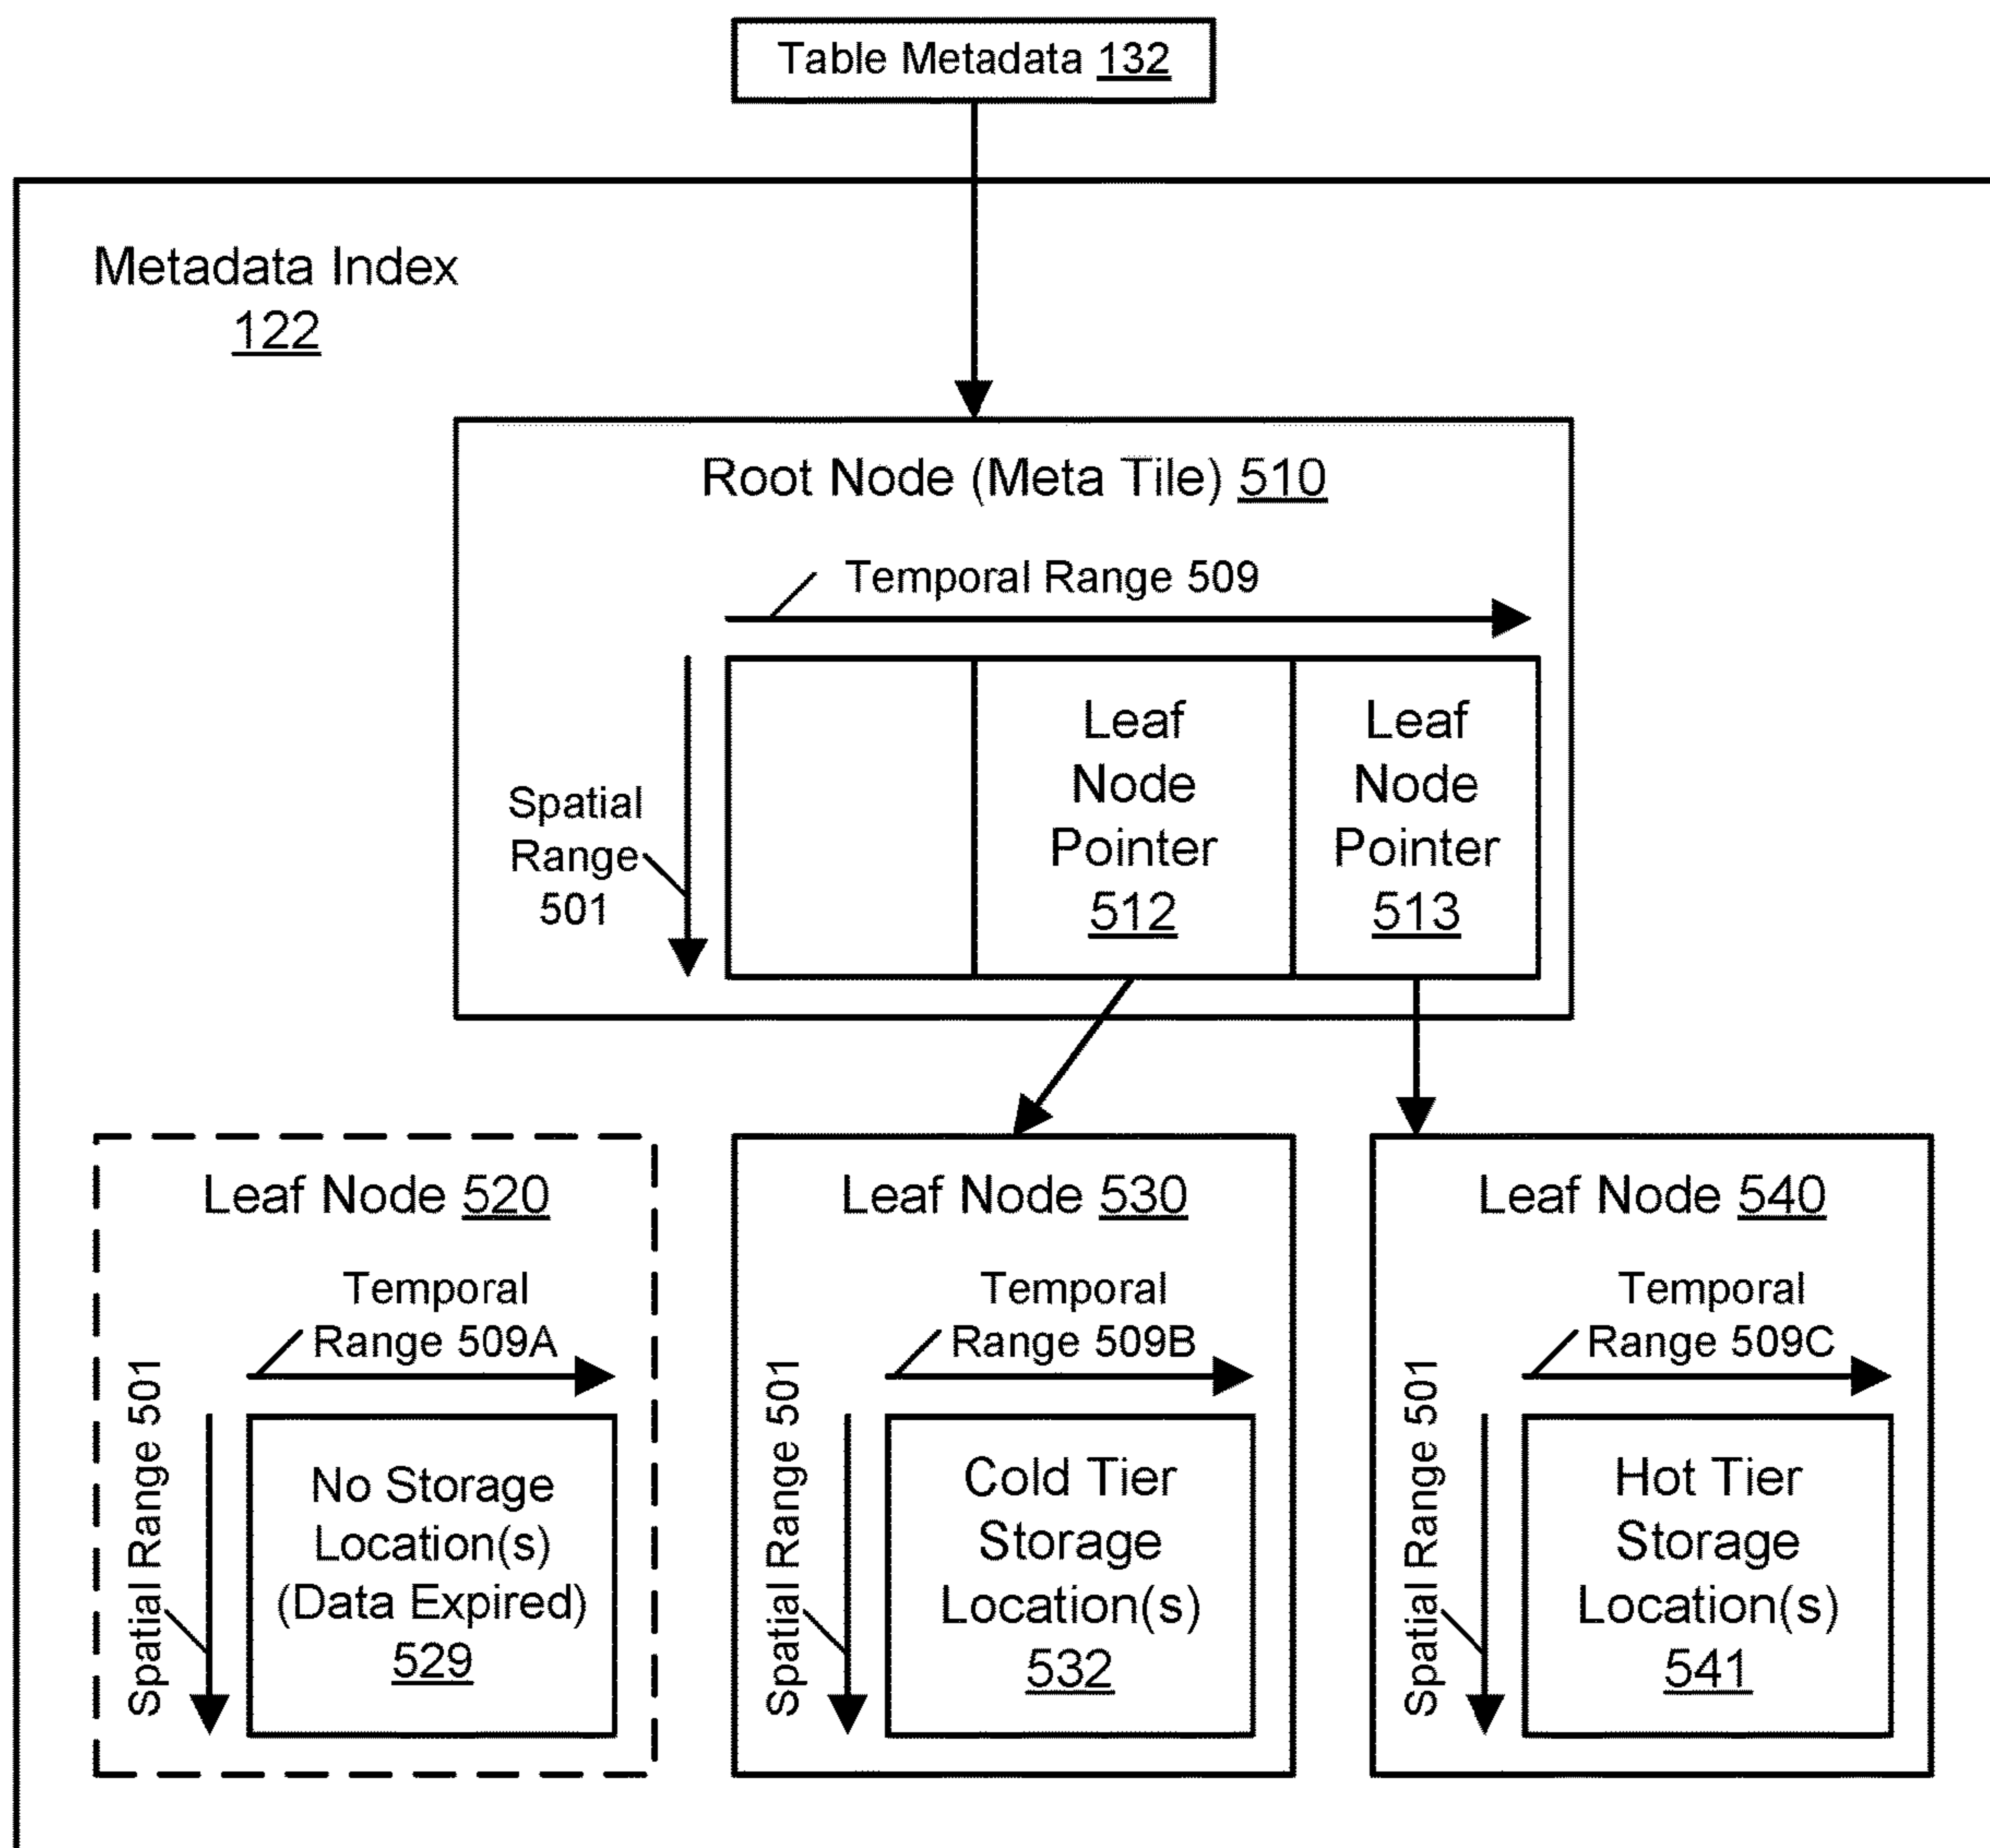 Table Metadata 132
Metadata Index
122
Root Node (Meta Tile) 510
Temporal Range 509
Spatial
Range
501
Leaf
Node
Pointer
512
Leaf
Node
Pointer
513
Leaf Node 520
Temporal
Range 509A
Spatial Range 501
No Storage
Location(s)
(Data Expired)
529
Leaf Node 530
Temporal
Range 509B
Spatial Range 501
Cold Tier
Storage
Location(s)
532
Leaf Node 540
Temporal
Range 509C
Spatial Range 501
Hot Tier
Storage
Location(s)
541